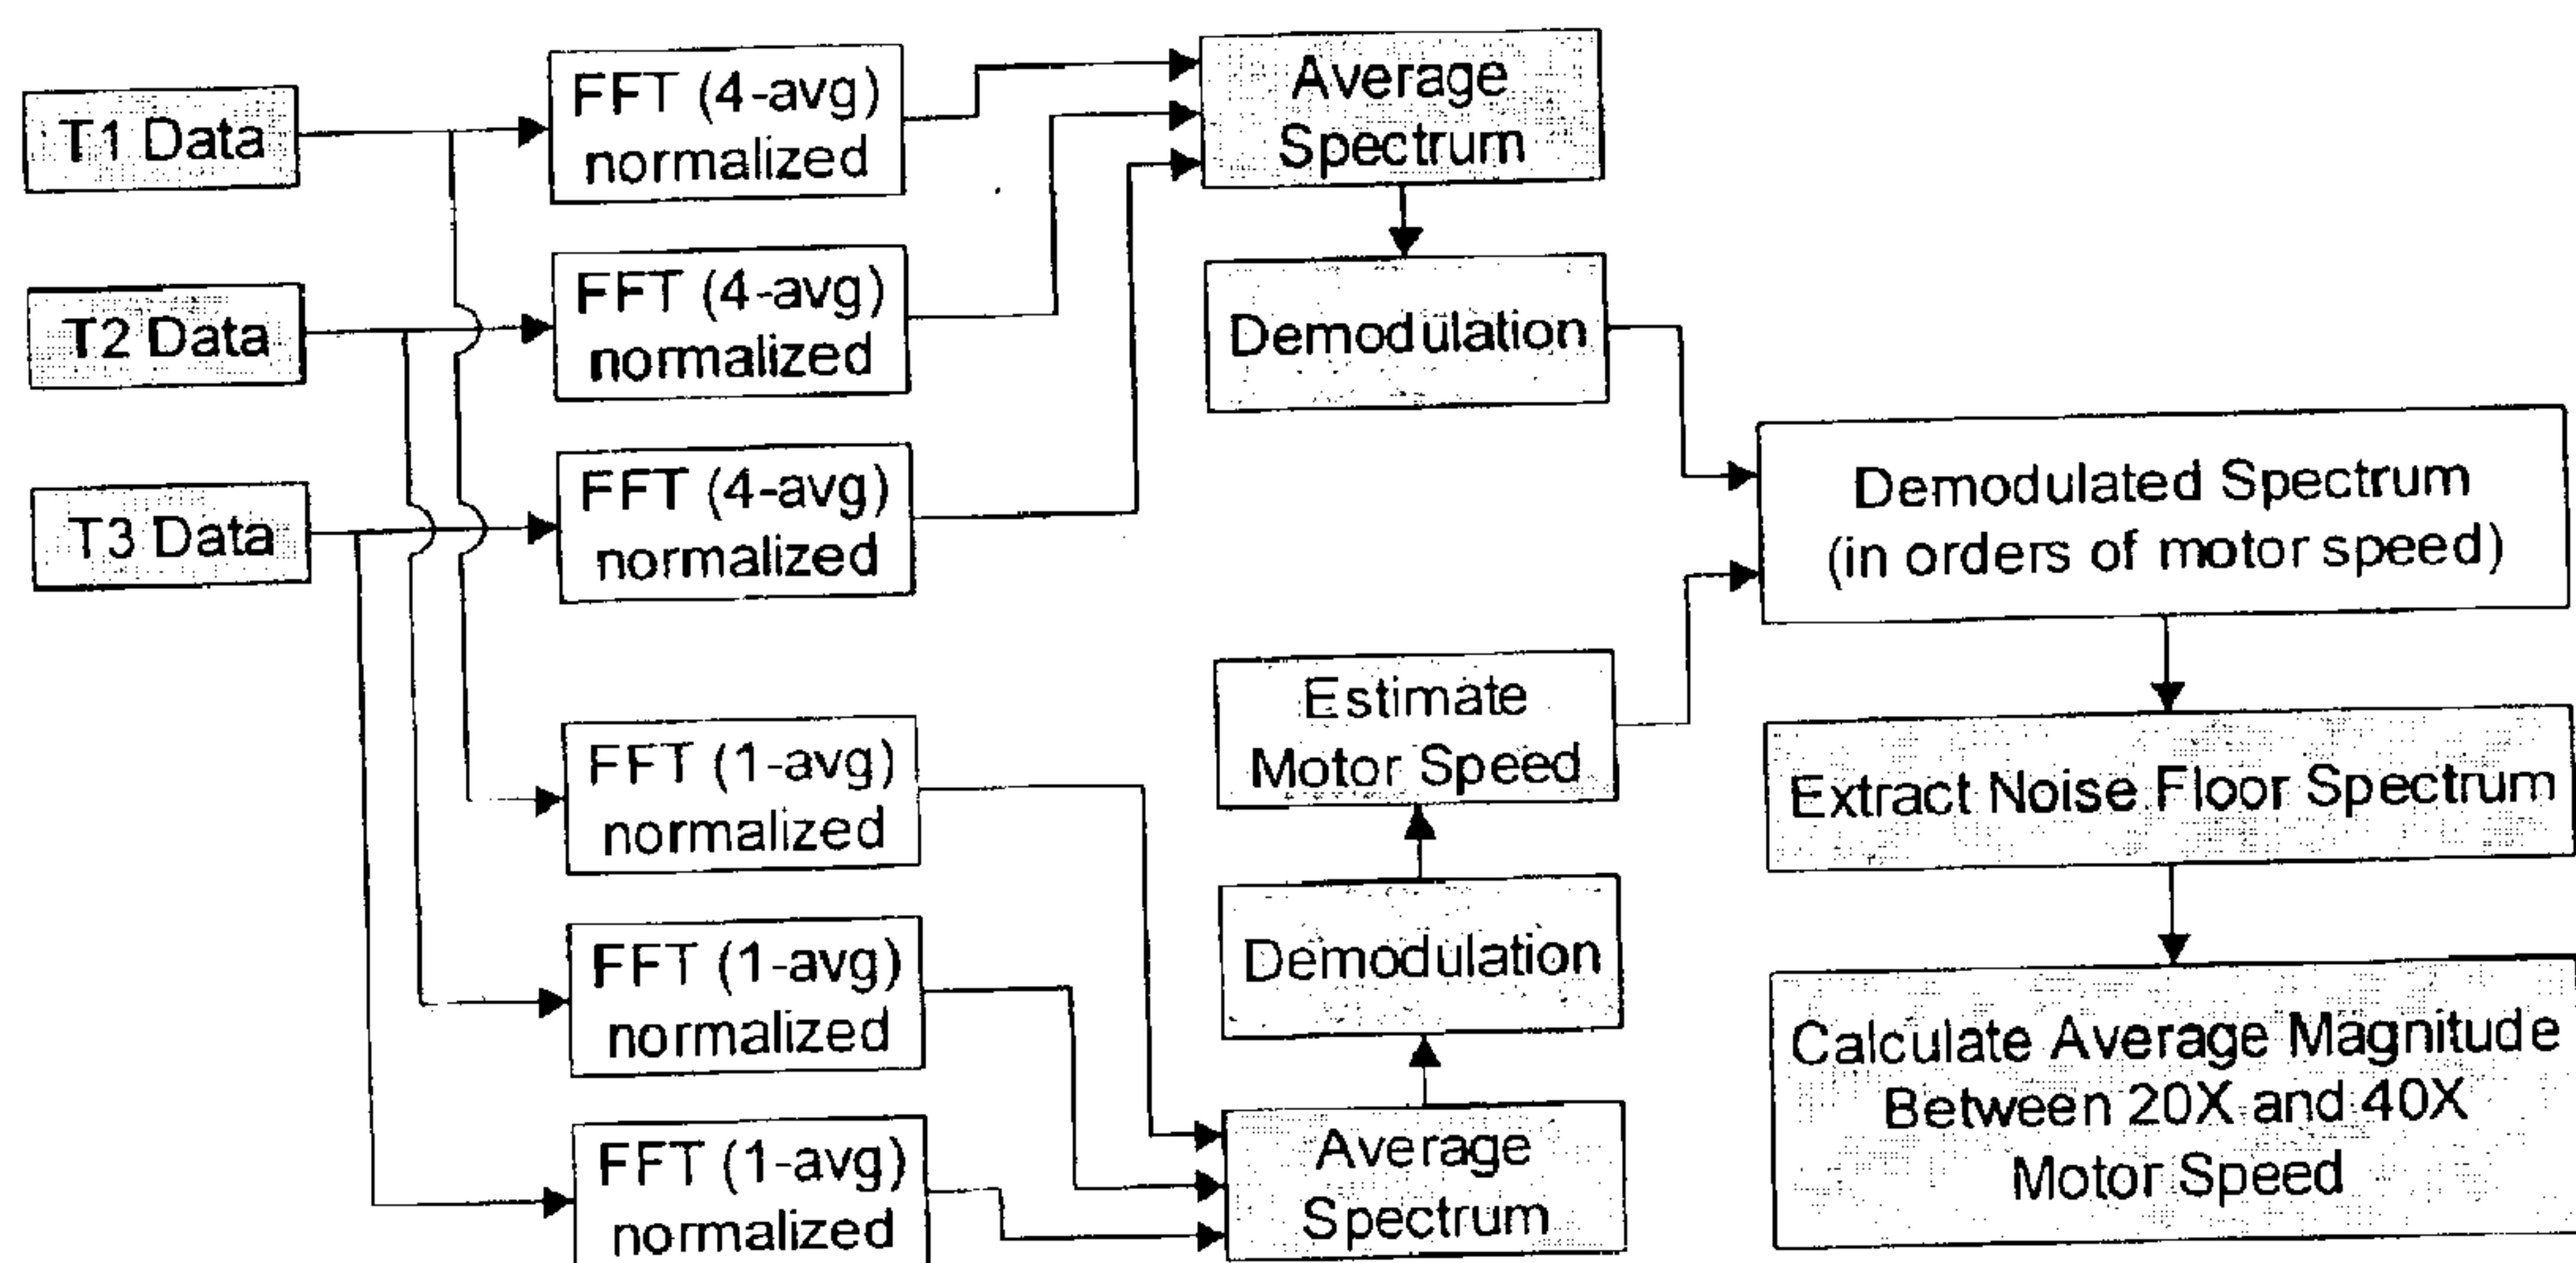 T1 Data
T2 Data
T3 Data
FFT (4-avg)
normalized
FFT (4-avg)
normalized
FFT (4-avg)
normalized
FFT (1-avg)
normalized
FFT (1-avg)
normalized
FFT (1-avg)
normalized
Average
Spectrum
Demodulation
Estimate
Motor Speed
Demodulation
Average
Spectrum
Demodulated Spectrum
(in orders of motor speed)
Extract Noise Floor Spectrum
Calculate Average Magnitude
Between 20X and 40X
Motor Speed